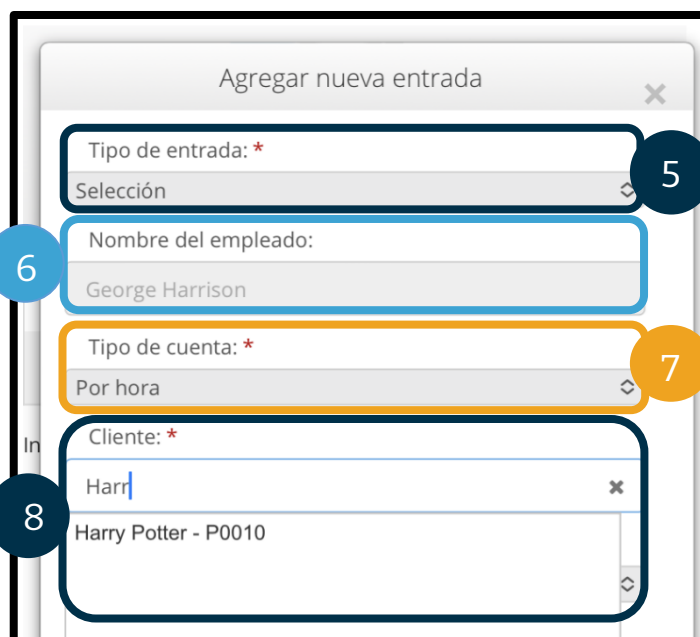 Agregar nueva entrada
×
Tipo de entrada: *
5
Selección
Nombre del empleado:
6
George Harrison
Tipo de cuenta: *
7
Por hora
In
Cliente: *
Harr
8
Harry Potter - P0010